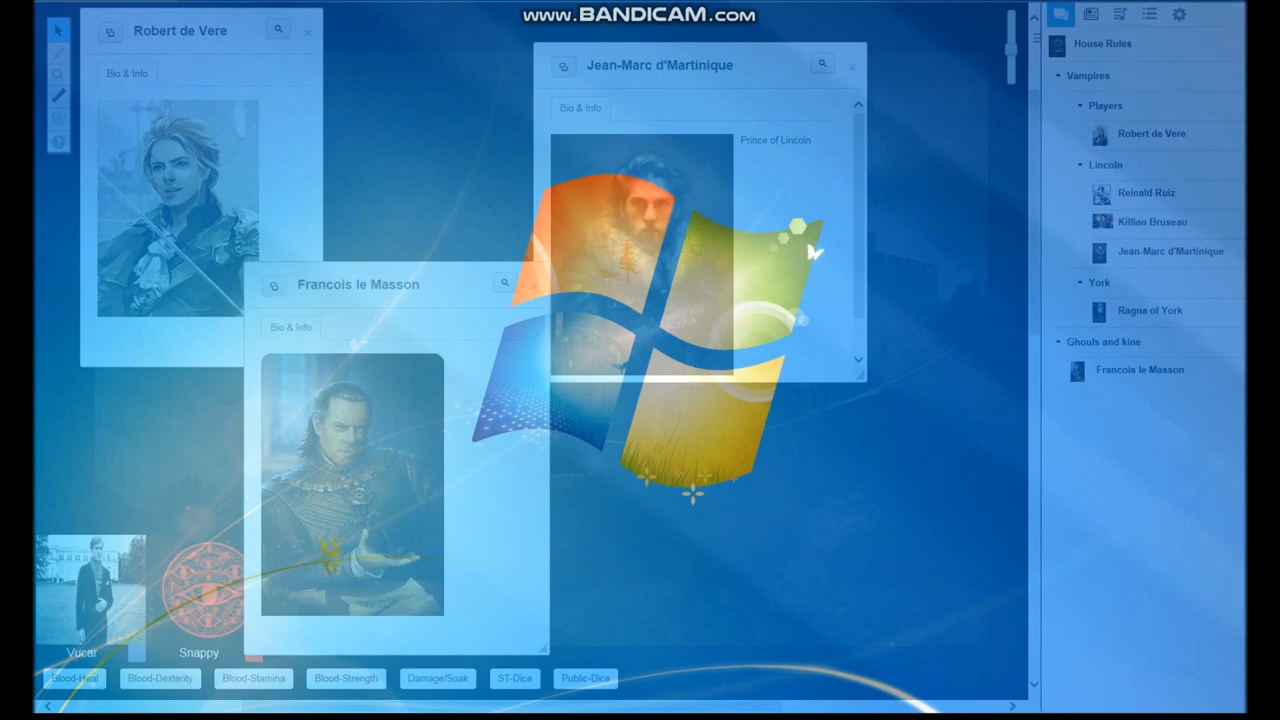 www.BANDICAM.com
Robert de Vere
Bio & Info
Jean-Marc d'Martinique
Bio & Info
Prince of Lincoln
Francois le Masson
Bio & Info
House Rules
Vampires
Players
Robert de Vere
Lincoln
Reinald Ruiz
Killian Bruseau
Jean-Marc d'Martinique
York
Ragna of York
Ghouls and kine
Francois le Masson
Vucar
Snappy
Blood-Heal
Blood-Dexterity
Blood-Stamina
Blood-Strength
Damage/Soak
ST-Dice
Public-Dice